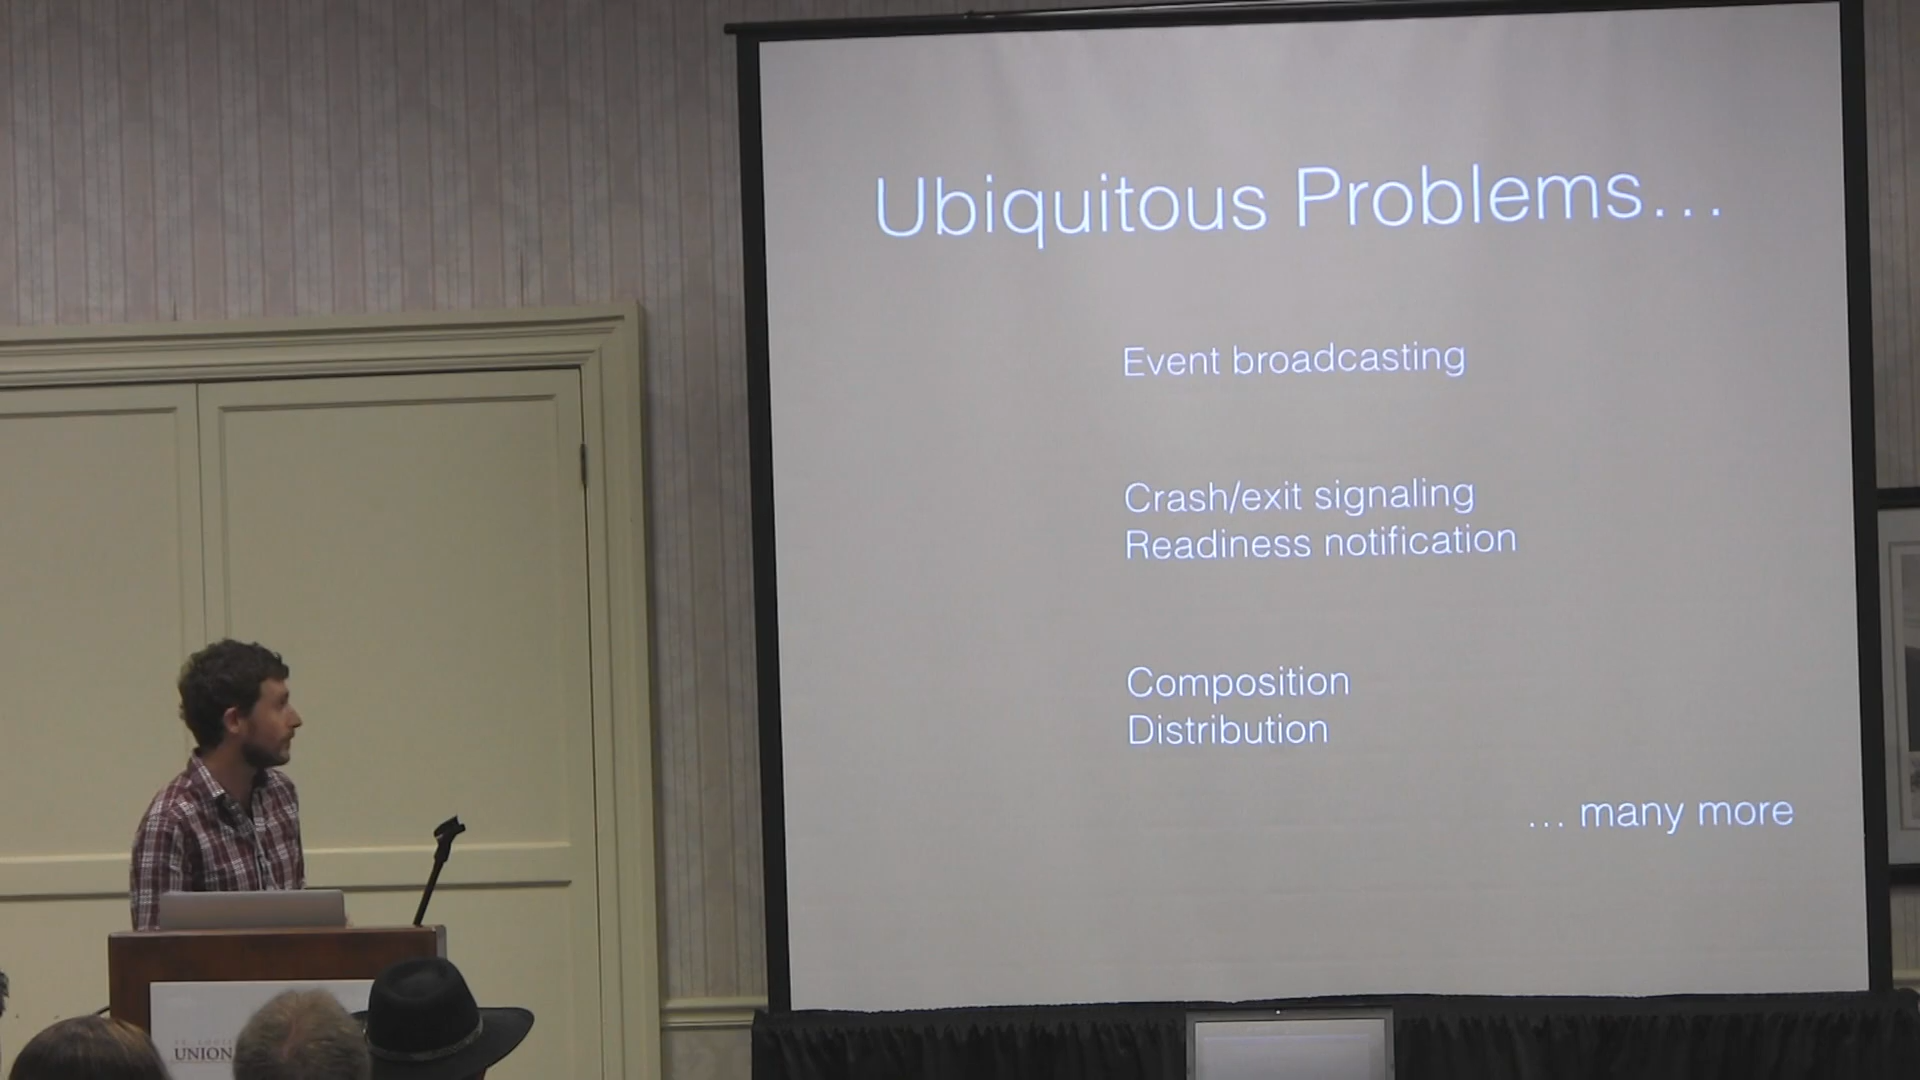 Ubiquitous Problems...
Event broadcasting
Crash/exit signaling
Readiness notification
Composition
Distribution
... many more
UNION